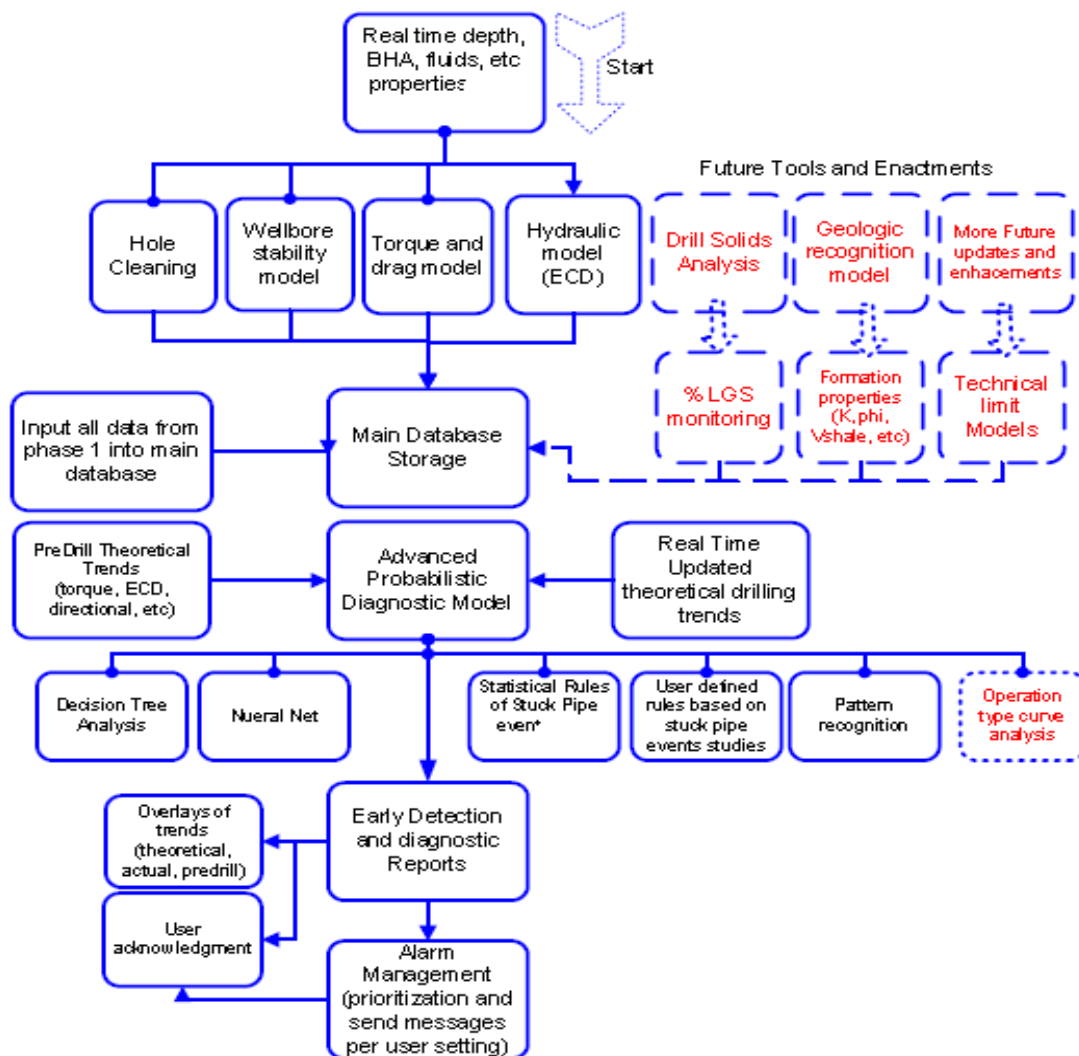 Real time depth,
BHA, fluids, etc
properties
Start
Future Tools and Enactments
Hole
Cleaning
Wellbore
stability
model
Torque and
drag model
Hydraulic
model
(ECD)
Drill Solids
Analysis
Geologic
recognition
model
More Future
updates and
enhacements
% LGS
monitoring
Formation
properties
(K, phi,
Vshale, etc)
Technical
limit
Models
Input all data from
phase 1 into main
database
Main Database
Storage
PreDrill Theoretical
Trends
(torque, ECD,
directional, etc)
Advanced
Probabilistic
Diagnostic Model
Real Time
Updated
theoretical drilling
trends
Decision Tree
Analysis
Nueral Net
Statistical Rules
of Stuck Pipe
even*
User defined
rules based on
stuck pipe
events studies
Pattern
recognition
Operation
type curve
analysis
Overlays of
trends
(theoretical,
actual, predrill)
Early Detection
and diagnostic
Reports
User
acknowledgment
Alarm
Management
(prioritization and
send messages
per user setting)